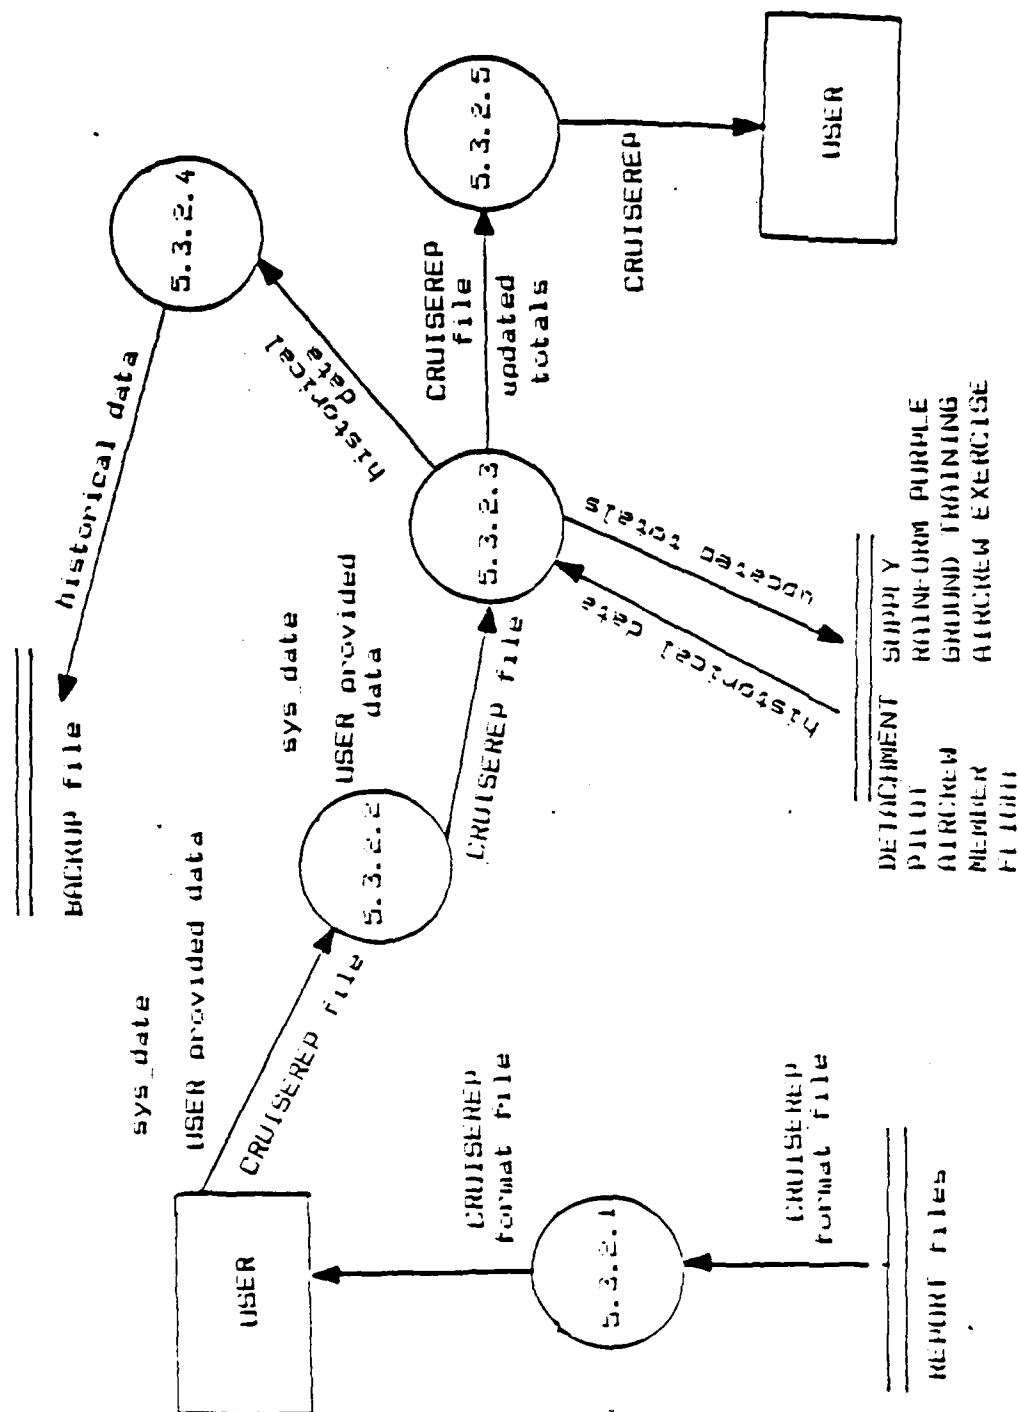 BACKUP file
historical data
5.3.2.4
sys_date
USER provided data
CRUISEREP file
historical
data
sys_date
USER provided
data
5.3.2.2
CRUISEREP file
5.3.2.3
CRUISEREP
file
updated
totals
5.3.2.5
CRUISEREP
USER
USER
CRUISEREP
format file
5.3.2.1
CRUISEREP
format file
REPORT files
historical data
updated totals
DETACHMENT SUPPLY
PILOT RAINFORM PURPLE
AIRCREW GROUND TRAINING
MEMBER AIRCREW EXERCISE
FLIGHT